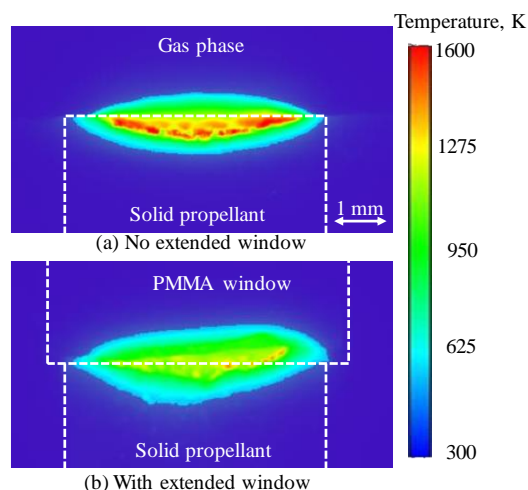 Temperature, K
Gas phase
1600
1275
Solid propellant
1 mm
(a) No extended window
950
PMMA window
625
Solid propellant
300
(b) With extended window